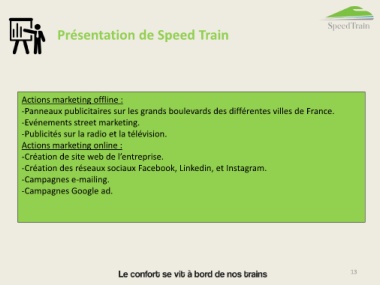 Présentation de Speed Train
SpeedTrain
Actions marketing offline :
-Panneaux publicitaires sur les grands boulevards des différentes villes de France.
-Evénements street marketing.
-Publicités sur la radio et la télévision.
Actions marketing online :
-Création de site web de l'entreprise.
-Création des réseaux sociaux Facebook, Linkedin, et Instagram.
-Campagnes e-mailing.
-Campagnes Google ad.
Le confort se vit à bord de nos trains
13